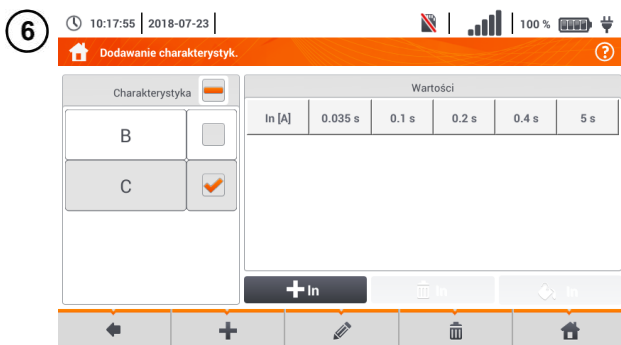 6
10:17:55 2018-07-23 100 %
Dodawanie charakterystyk. ?
Charakterystyka Wartości
In [A] 0.035 s 0.1 s 0.2 s 0.4 s 5 s
B
C
+ In In In